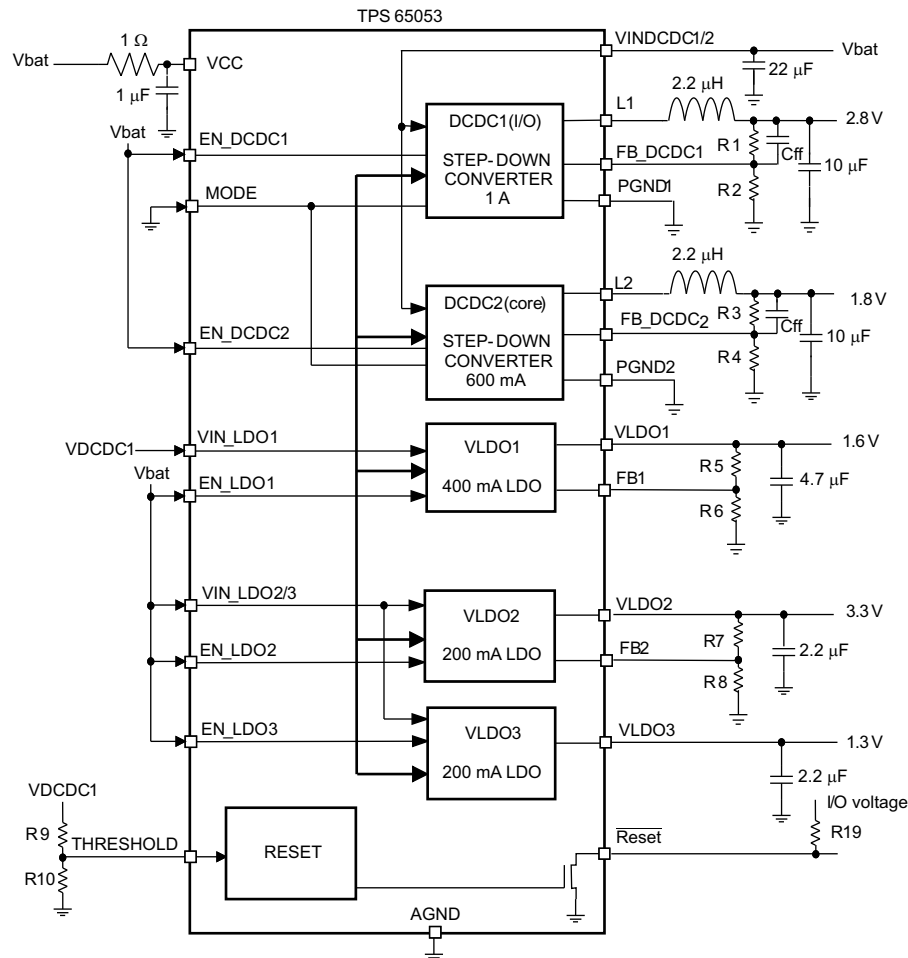 TPS 65053
1 Ω
Vbat
VCC
1 μF
Vbat
EN_DCDC1
MODE
EN_DCDC2
VDCDC1
VIN_LDO1
Vbat
EN_LDO1
VIN_LDO2/3
EN_LDO2
EN_LDO3
VDCDC1
R9
THRESHOLD
R10
DCDC1(I/O)
STEP-DOWN
CONVERTER
1 A
DCDC2(core)
STEP-DOWN
CONVERTER
600 mA
VLDO1
400 mA LDO
VLDO2
200 mA LDO
VLDO3
200 mA LDO
RESET
AGND
VINDCDC1/2
Vbat
22 μF
2.2 μH
L1
2.8 V
R1
Cff
FB_DCDC1
10 μF
R2
PGND1
2.2 μH
L2
1.8 V
R3
Cff
FB_DCDC2
10 μF
R4
PGND2
VLDO1
1.6 V
R5
4.7 μF
FB1
R6
VLDO2
3.3 V
R7
2.2 μF
FB2
R8
VLDO3
1.3 V
2.2 μF
I/O voltage
R19
Reset